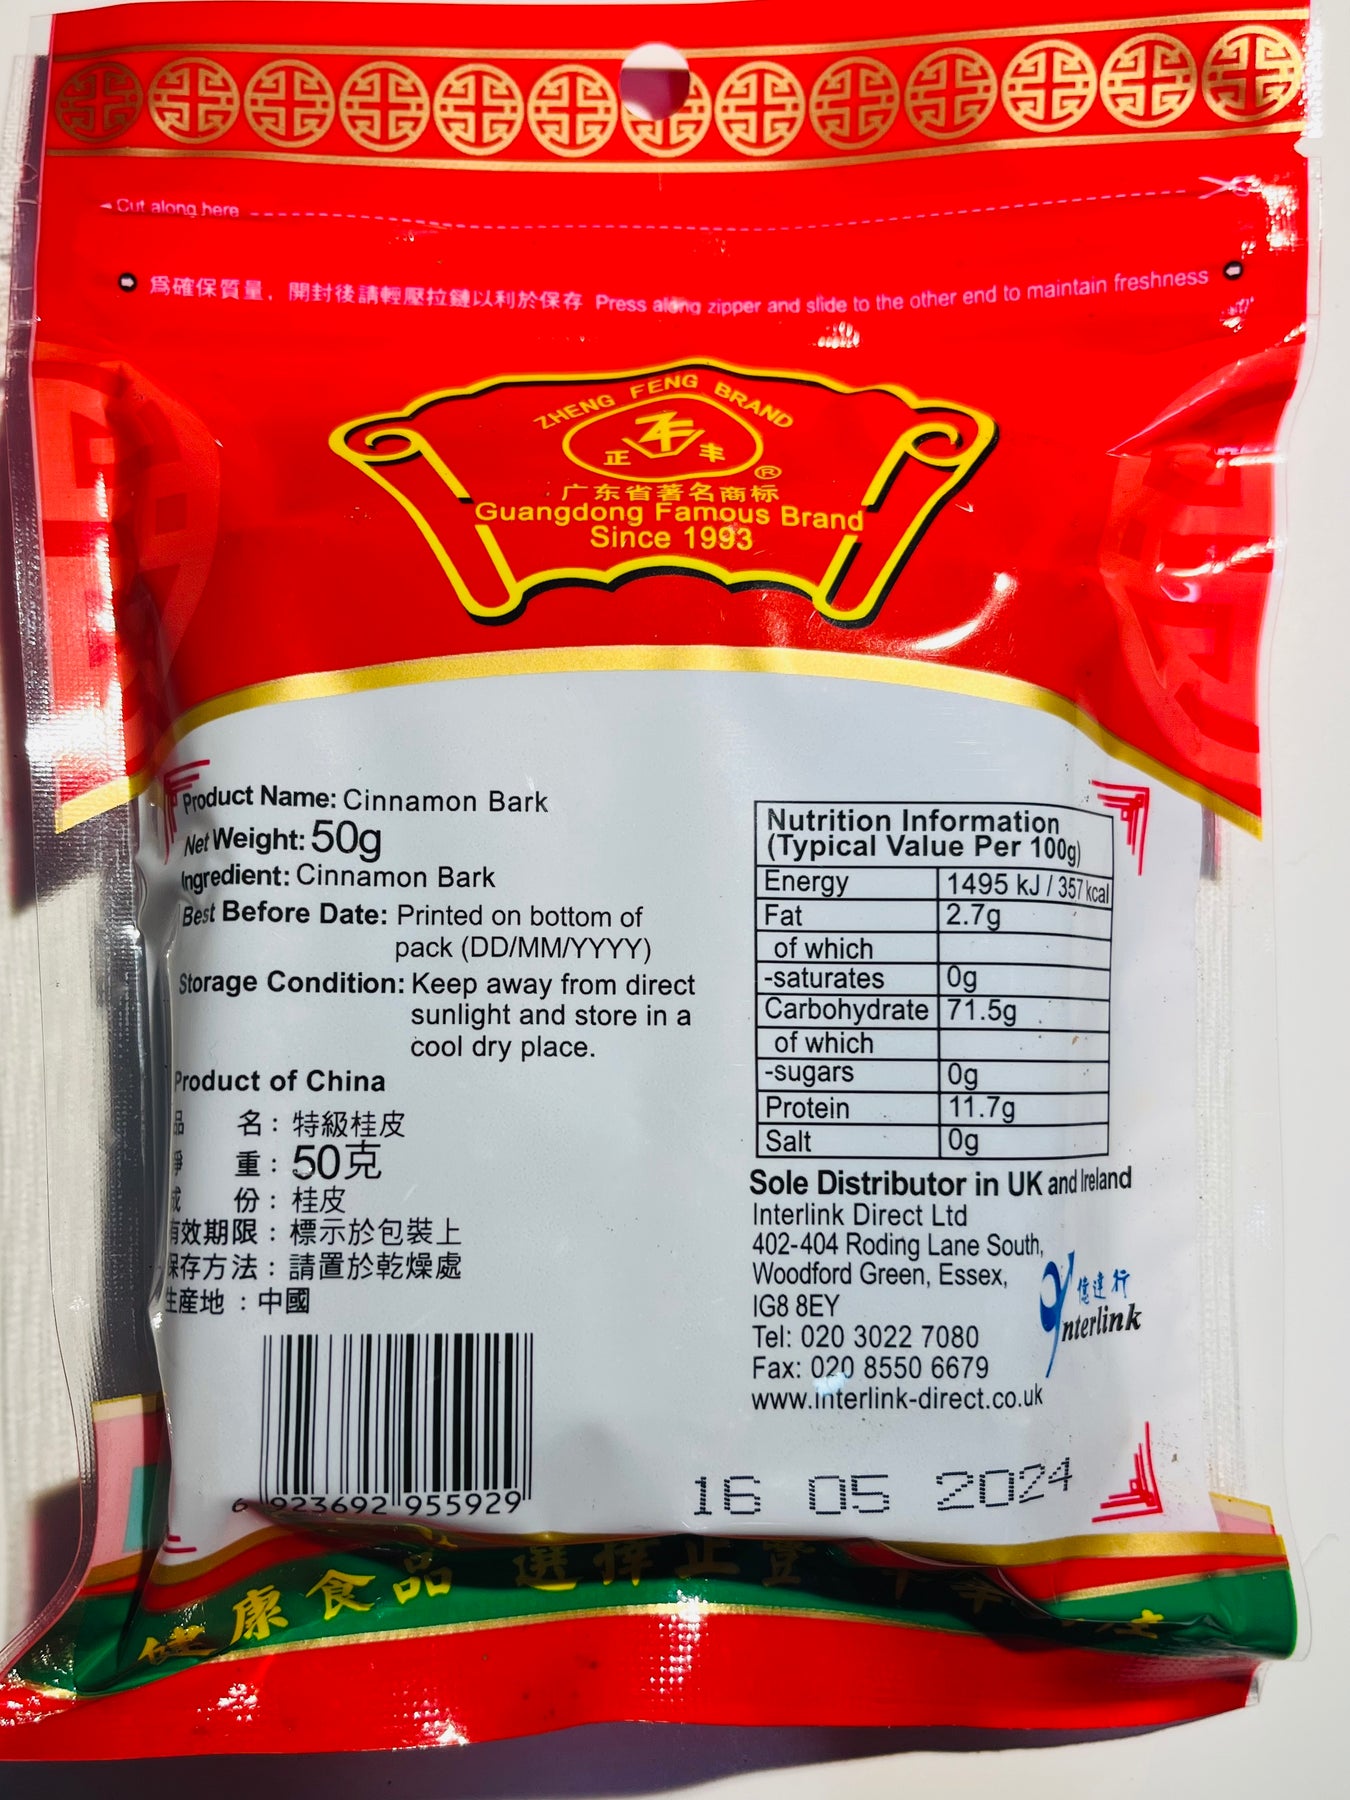 Cut along here
爲確保質量，開封後請輕壓拉鏈以利於保存 Press along zipper and slide to the other end to maintain freshness
ZHENG FENG BRAND
正 丰 ®
广东省著名商标
Guangdong Famous Brand
Since 1993
Product Name: Cinnamon Bark
Net Weight: 50g
Ingredient: Cinnamon Bark
Best Before Date: Printed on bottom of
pack (DD/MM/YYYY)
Storage Condition: Keep away from direct
sunlight and store in a
cool dry place.
Product of China
品 名：特級桂皮
淨 重：50克
成 份：桂皮
有效期限：標示於包裝上
保存方法：請置於乾燥處
生産地：中國
6 923692 955929
Nutrition Information
(Typical Value Per 100g)
Energy 1495 kJ / 357 kcal
Fat 2.7g
of which
-saturates 0g
Carbohydrate 71.5g
of which
-sugars 0g
Protein 11.7g
Salt 0g
Sole Distributor in UK and Ireland
Interlink Direct Ltd
402-404 Roding Lane South,
Woodford Green, Essex,
IG8 8EY
Tel: 020 3022 7080
Fax: 020 8550 6679
www.interlink-direct.co.uk
億達行
Interlink
16 05 2024
健康食品 選擇正豐